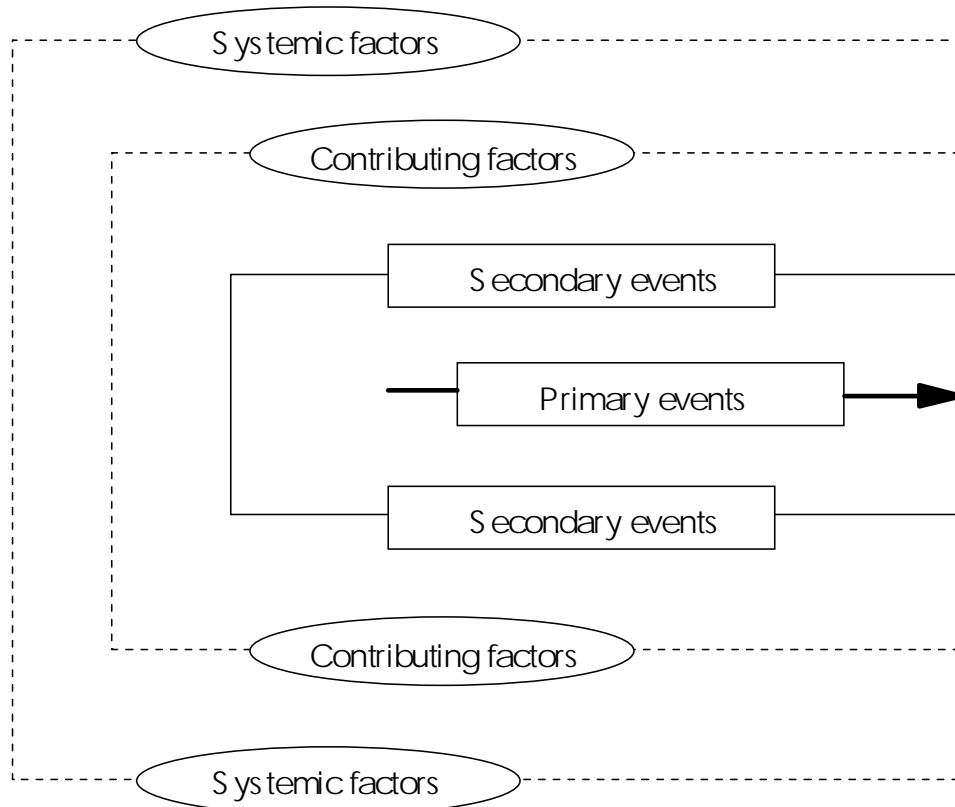 Systemic factors
Contributing factors
Secondary events
Primary events
Secondary events
Contributing factors
Systemic factors